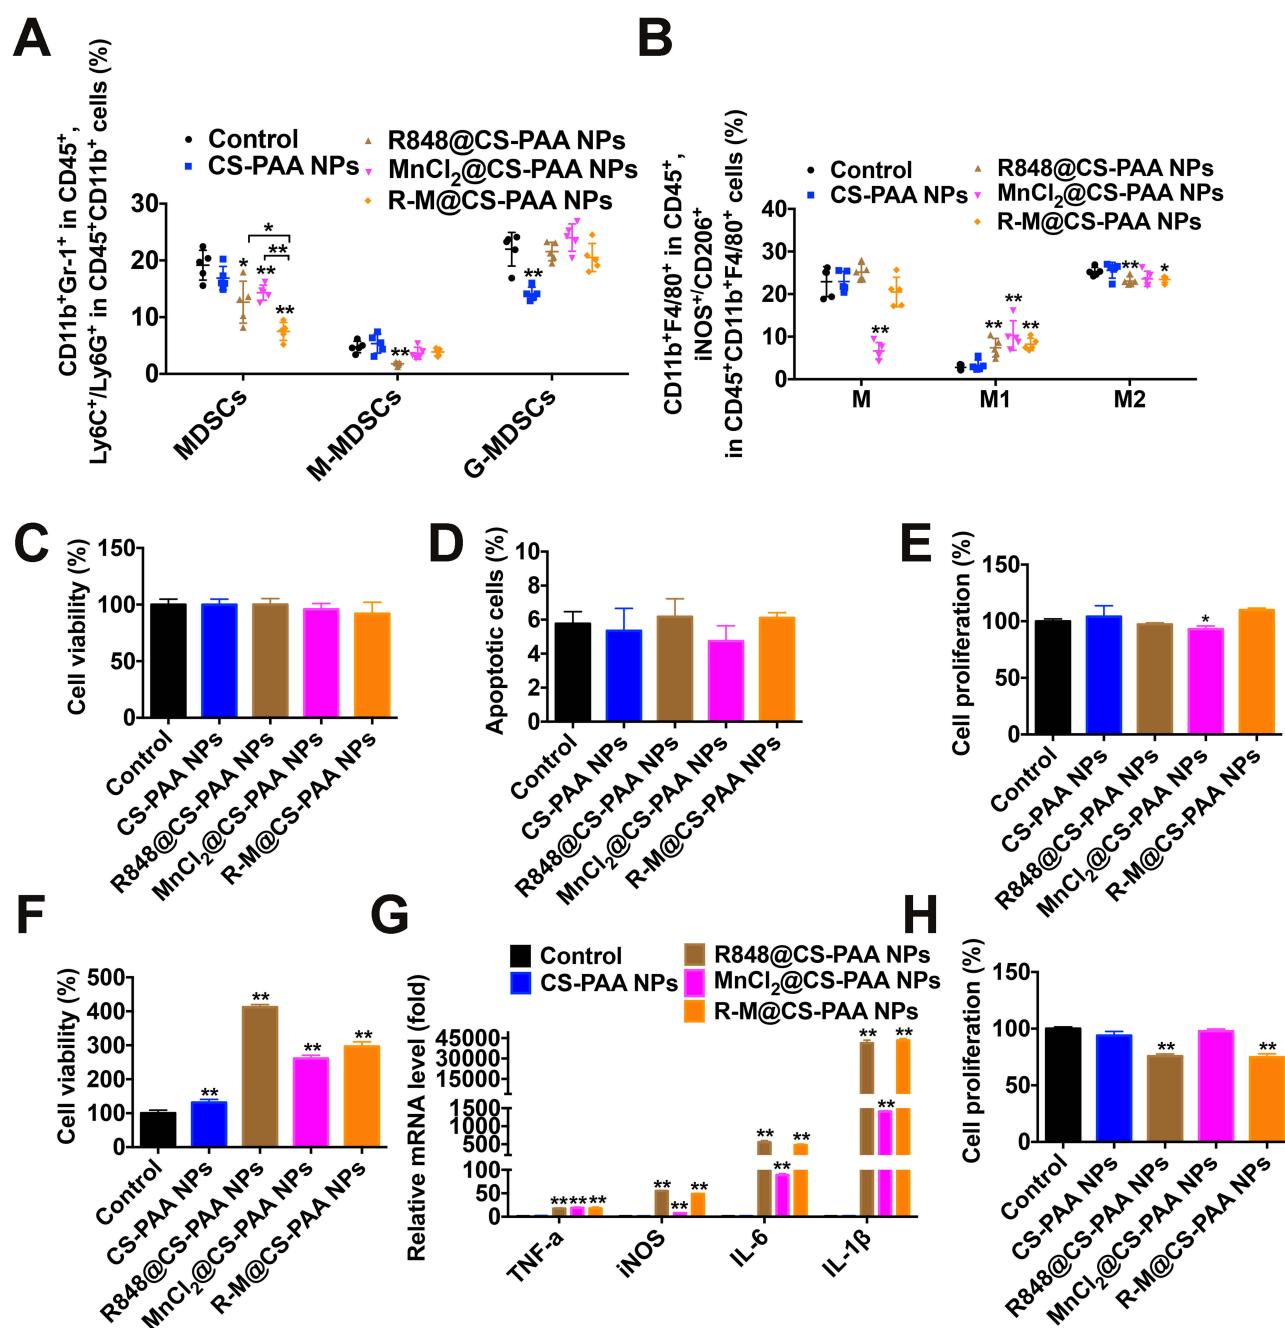 A
CD11b⁺Gr-1⁺ in CD45⁺,
Ly6C⁺/Ly6G⁺ in CD45⁺CD11b⁺ cells (%)
Control
CS-PAA NPs
R848@CS-PAA NPs
MnCl₂@CS-PAA NPs
R-M@CS-PAA NPs
30
20
10
0
*
**
*
**
**
**
**
MDSCs
M-MDSCs
G-MDSCs
B
CD11b⁺F4/80⁺ in CD45⁺,
iNOS⁺/CD206⁺
in CD45⁺CD11b⁺F4/80⁺ cells (%)
Control
CS-PAA NPs
R848@CS-PAA NPs
MnCl₂@CS-PAA NPs
R-M@CS-PAA NPs
40
30
20
10
0
**
**
**
**
**
*
M
M1
M2
C
Cell viability (%)
150
100
50
0
Control
CS-PAA NPs
R848@CS-PAA NPs
MnCl₂@CS-PAA NPs
R-M@CS-PAA NPs
D
Apoptotic cells (%)
10
8
6
4
2
0
Control
CS-PAA NPs
R848@CS-PAA NPs
MnCl₂@CS-PAA NPs
R-M@CS-PAA NPs
E
Cell proliferation (%)
150
100
50
0
*
Control
CS-PAA NPs
R848@CS-PAA NPs
MnCl₂@CS-PAA NPs
R-M@CS-PAA NPs
F
Cell viability (%)
500
400
300
200
100
0
**
**
**
**
Control
CS-PAA NPs
R848@CS-PAA NPs
MnCl₂@CS-PAA NPs
R-M@CS-PAA NPs
G
Relative mRNA level (fold)
Control
CS-PAA NPs
R848@CS-PAA NPs
MnCl₂@CS-PAA NPs
R-M@CS-PAA NPs
45000
30000
15000
1500
1000
500
100
50
0
**** **
** ** **
** ** **
** ** **
TNF-a
iNOS
IL-6
IL-1β
H
Cell proliferation (%)
150
100
50
0
**
**
Control
CS-PAA NPs
R848@CS-PAA NPs
MnCl₂@CS-PAA NPs
R-M@CS-PAA NPs